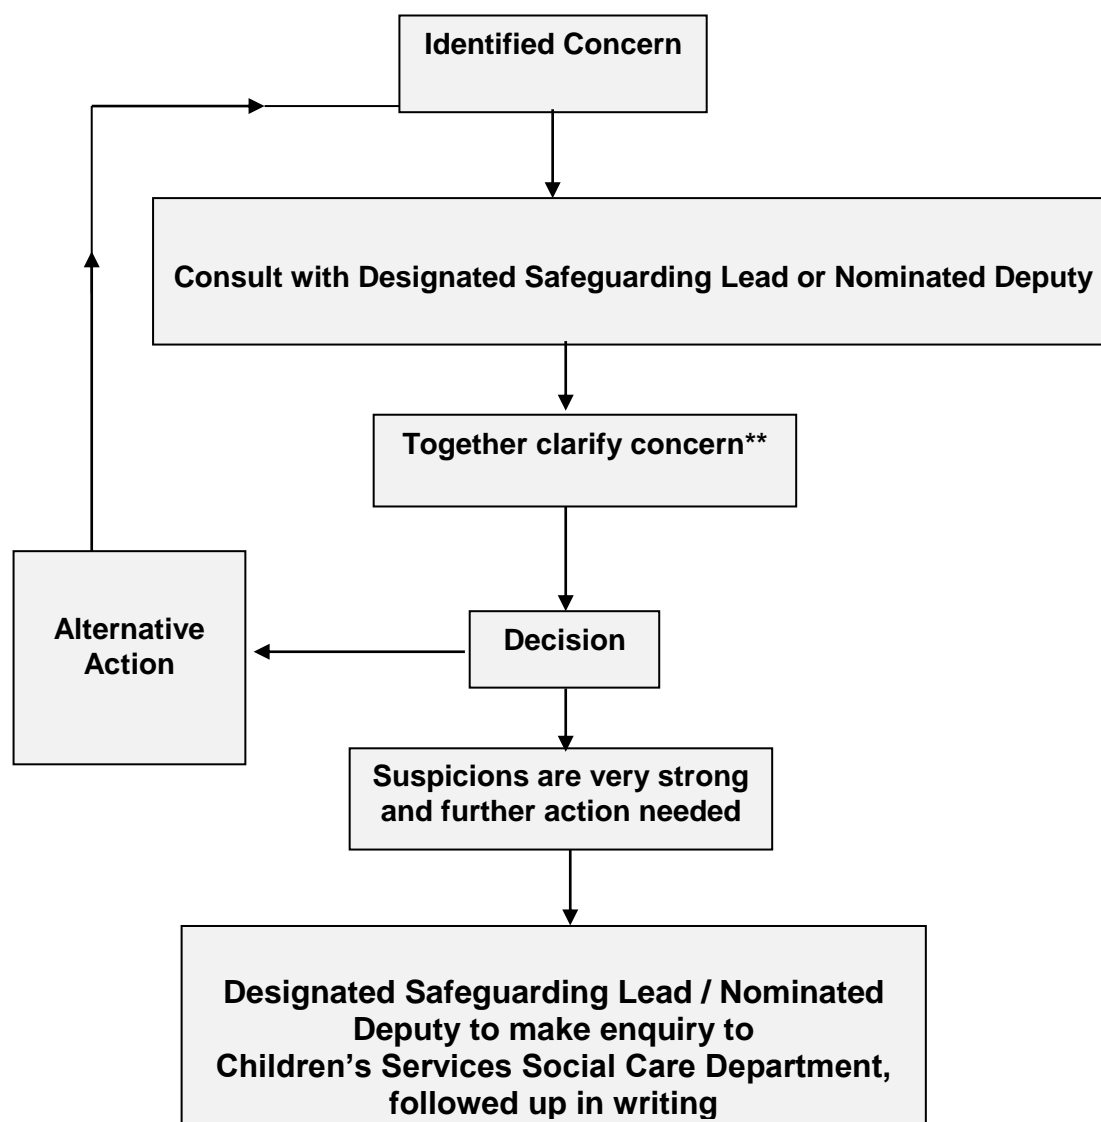 Identified Concern
Consult with Designated Safeguarding Lead or Nominated Deputy
Together clarify concern**
Alternative
Action
Decision
Suspicions are very strong
and further action needed
Designated Safeguarding Lead / Nominated
Deputy to make enquiry to
Children’s Services Social Care Department,
followed up in writing